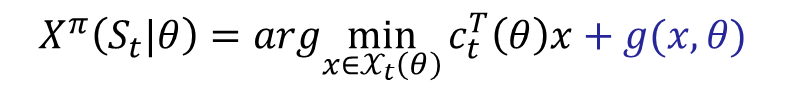 X^π(S_t|θ) = arg min_{x∈𝒳_t(θ)} c_t^T(θ)x + g(x, θ)